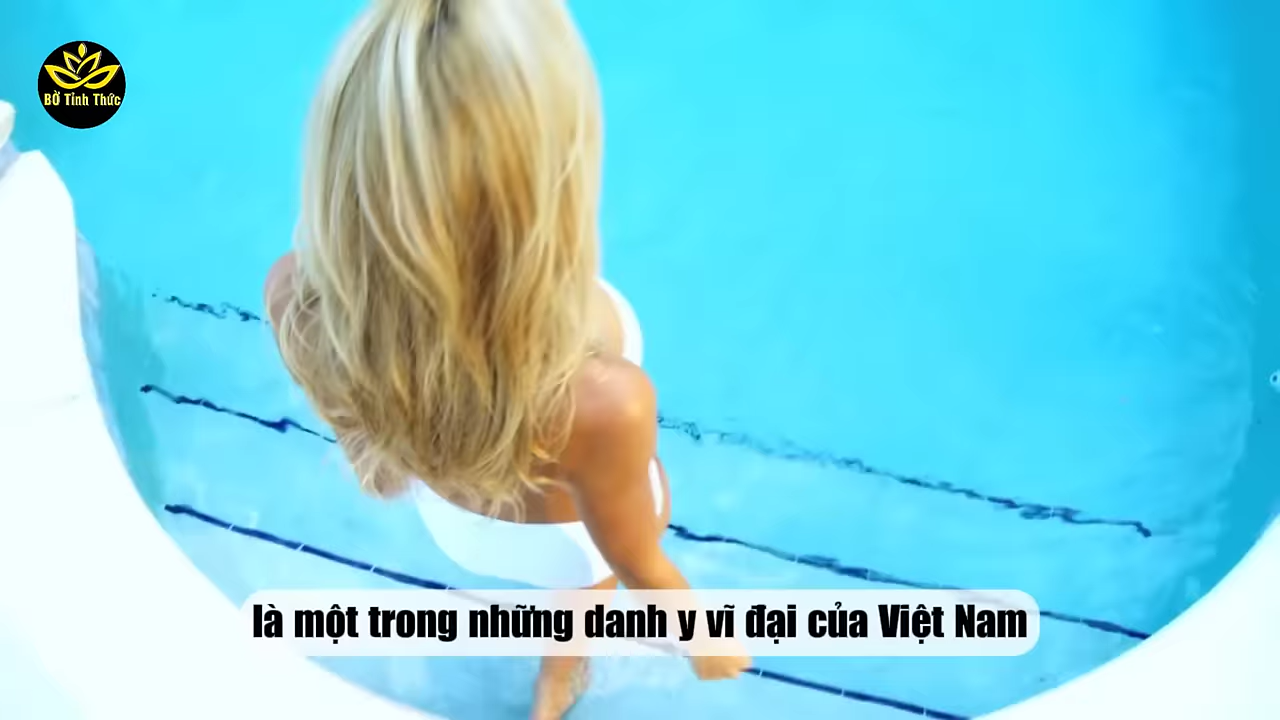 BỜ Tỉnh Thức
là một trong những danh y vĩ đại của Việt Nam